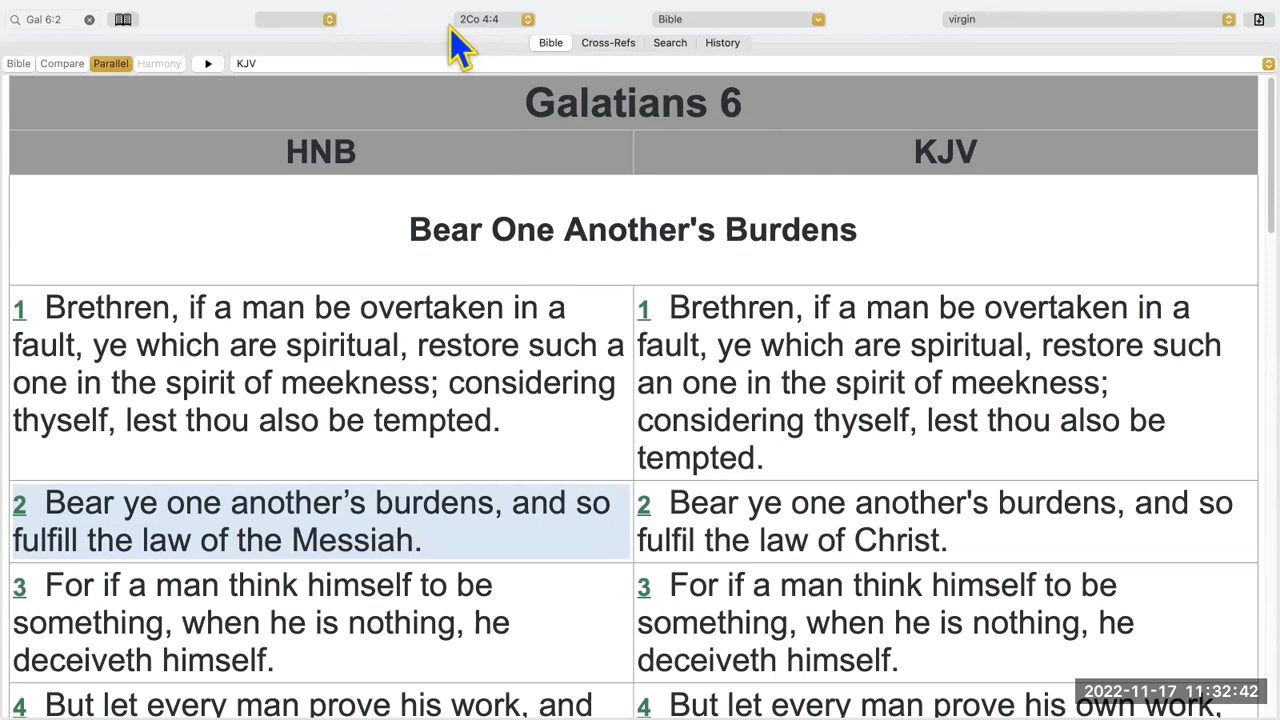 Gal 6:2
2Co 4:4
Bible
virgin
Bible Cross-Refs Search History
Bible Compare Parallel Harmony KJV
Galatians 6
HNB
KJV
Bear One Another's Burdens
1 Brethren, if a man be overtaken in a
fault, ye which are spiritual, restore such a
one in the spirit of meekness; considering
thyself, lest thou also be tempted.
1 Brethren, if a man be overtaken in a
fault, ye which are spiritual, restore such
an one in the spirit of meekness;
considering thyself, lest thou also be
tempted.
2 Bear ye one another’s burdens, and so
fulfill the law of the Messiah.
2 Bear ye one another's burdens, and so
fulfil the law of Christ.
3 For if a man think himself to be
something, when he is nothing, he
deceiveth himself.
3 For if a man think himself to be
something, when he is nothing, he
deceiveth himself.
4 But let every man prove his work, and
4 But let every man prove his own work,
2022-11-17 11:32:42